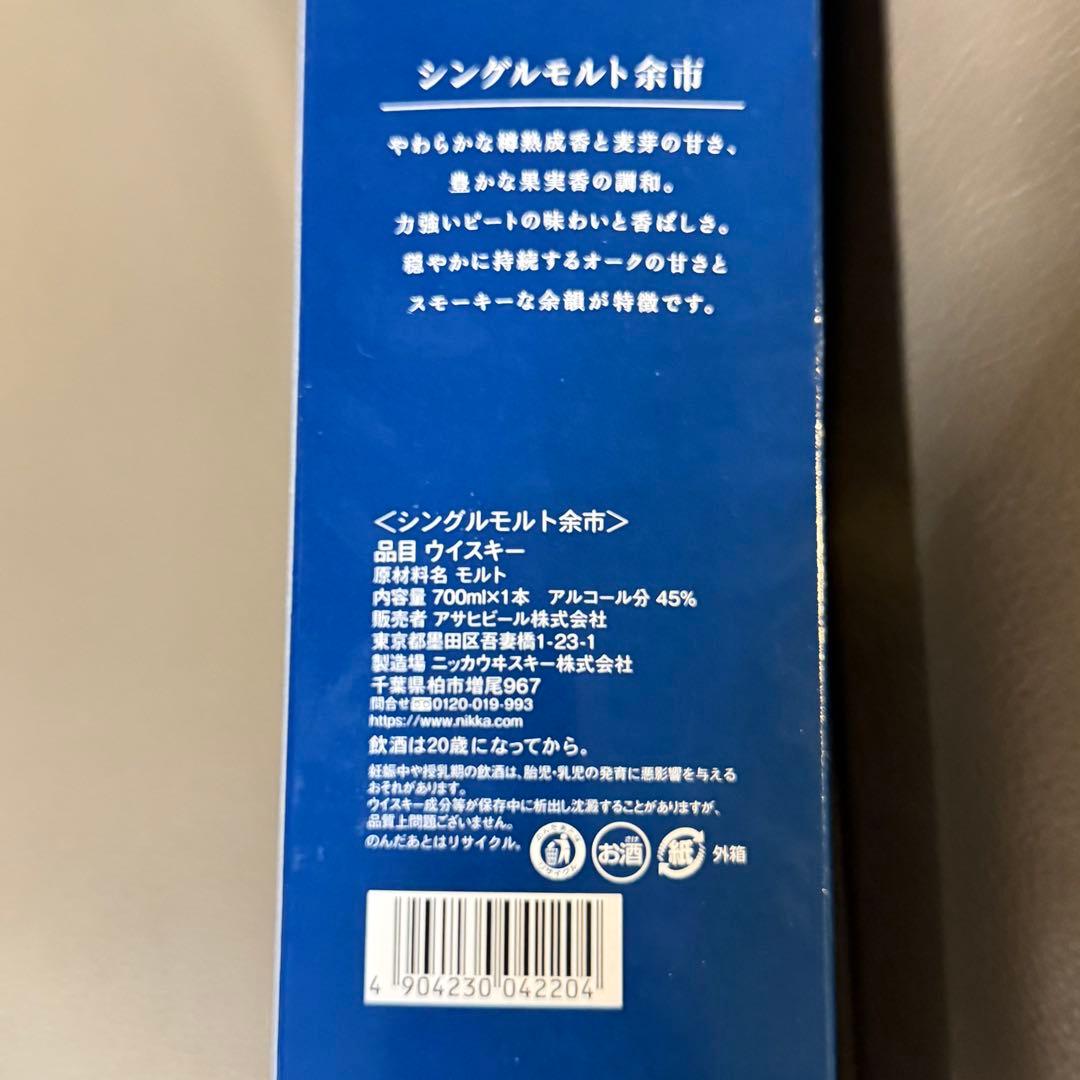 シングルモルト余市
やわらかな樽熟成香と麦芽の甘さ、
豊かな果実香の調和。
力強いピートの味わいと香ばしさ。
穏やかに持続するオークの甘さと
スモーキーな余韻が特徴です。
＜シングルモルト余市＞
品目 ウイスキー
原材料名 モルト
内容量 700ml×1本　アルコール分 45%
販売者 アサヒビール株式会社
東京都墨田区吾妻橋1-23-1
製造場 ニッカウヰスキー株式会社
千葉県柏市増尾967
問合せ 0120-019-993
https://www.nikka.com
飲酒は20歳になってから。
妊娠中や授乳期の飲酒は、胎児・乳児の発育に悪影響を与える
おそれがあります。
ウイスキー成分等が保存中に析出し沈澱することがありますが、
品質上問題ございません。
のんだあとはリサイクル。
のんだあとは リサイクル
さけ
お酒
紙 外箱
4 904230 042204